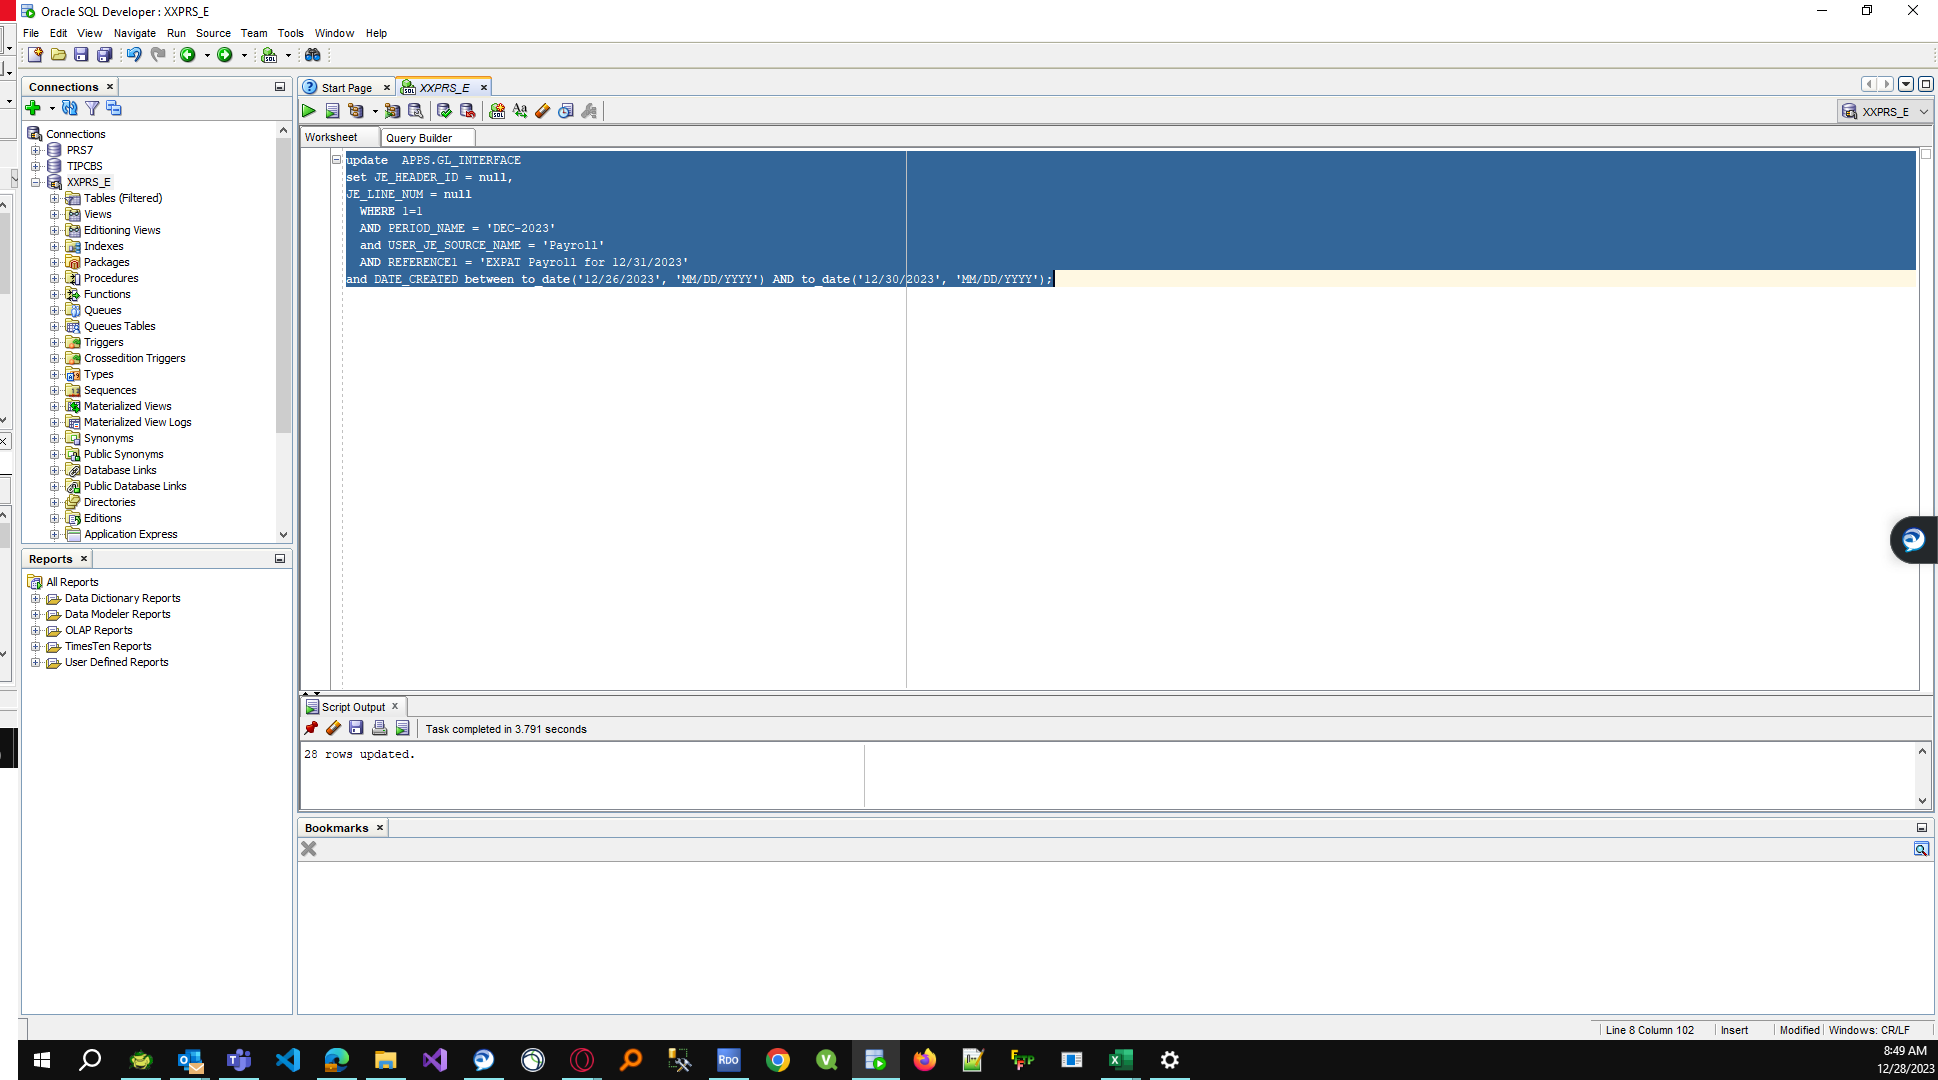 Oracle SQL Developer : XXPRS_E
File Edit View Navigate Run Source Team Tools Window Help
Connections
Start Page
XXPRS_E
XXPRS_E
Worksheet
Query Builder
Connections
PRS7
TIPCBS
XXPRS_E
Tables (Filtered)
Views
Editioning Views
Indexes
Packages
Procedures
Functions
Queues
Queues Tables
Triggers
Crossedition Triggers
Types
Sequences
Materialized Views
Materialized View Logs
Synonyms
Public Synonyms
Database Links
Public Database Links
Directories
Editions
Application Express
update  APPS.GL_INTERFACE
set JE_HEADER_ID = null,
JE_LINE_NUM = null
WHERE 1=1
AND PERIOD_NAME = 'DEC-2023'
and USER_JE_SOURCE_NAME = 'Payroll'
AND REFERENCE1 = 'EXPAT Payroll for 12/31/2023'
and DATE_CREATED between to_date('12/26/2023', 'MM/DD/YYYY') AND to_date('12/30/2023', 'MM/DD/YYYY');
Reports
All Reports
Data Dictionary Reports
Data Modeler Reports
OLAP Reports
TimesTen Reports
User Defined Reports
Script Output
Task completed in 3.791 seconds
28 rows updated.
Bookmarks
Line 8 Column 102
Insert
Modified
Windows: CR/LF
RDO
8:49 AM
12/28/2023